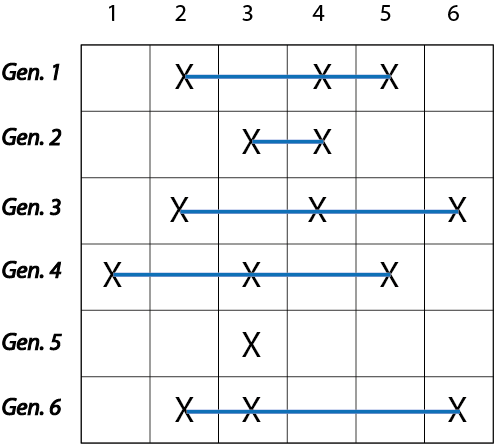 1 2 3 4 5 6
Gen. 1 X X X
Gen. 2 X X
Gen. 3 X X X
Gen. 4 X X X
Gen. 5 X
Gen. 6 X X X